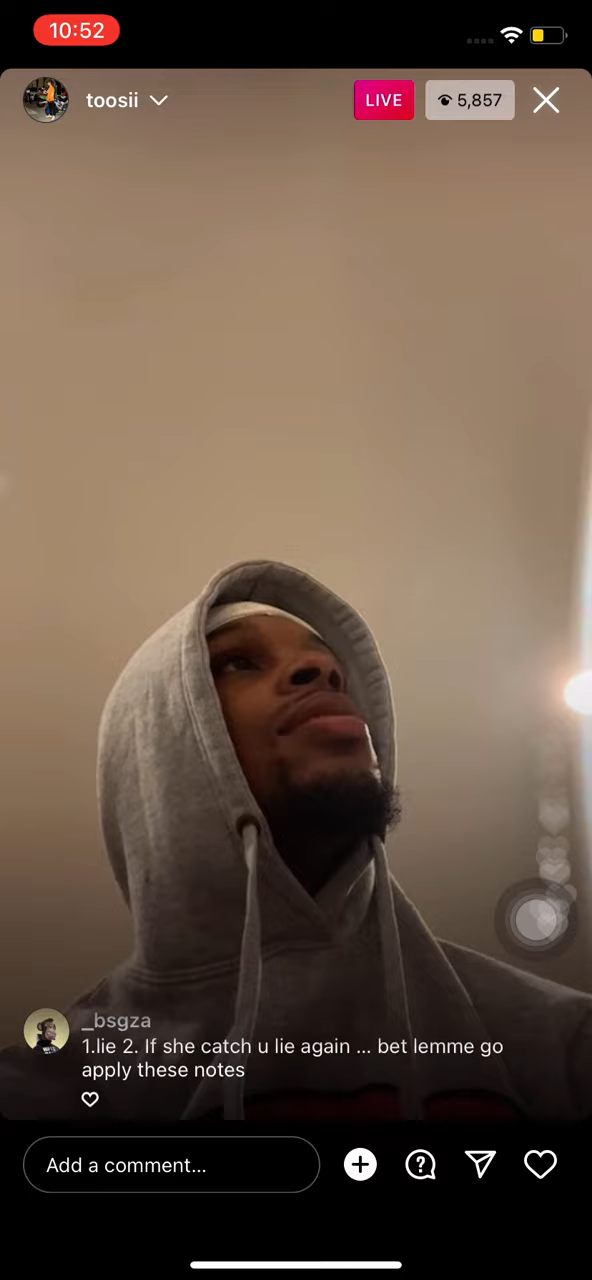 10:52
toosii
LIVE
5,857
_bsgza
1.lie 2. If she catch u lie again ... bet lemme go
apply these notes
Add a comment...